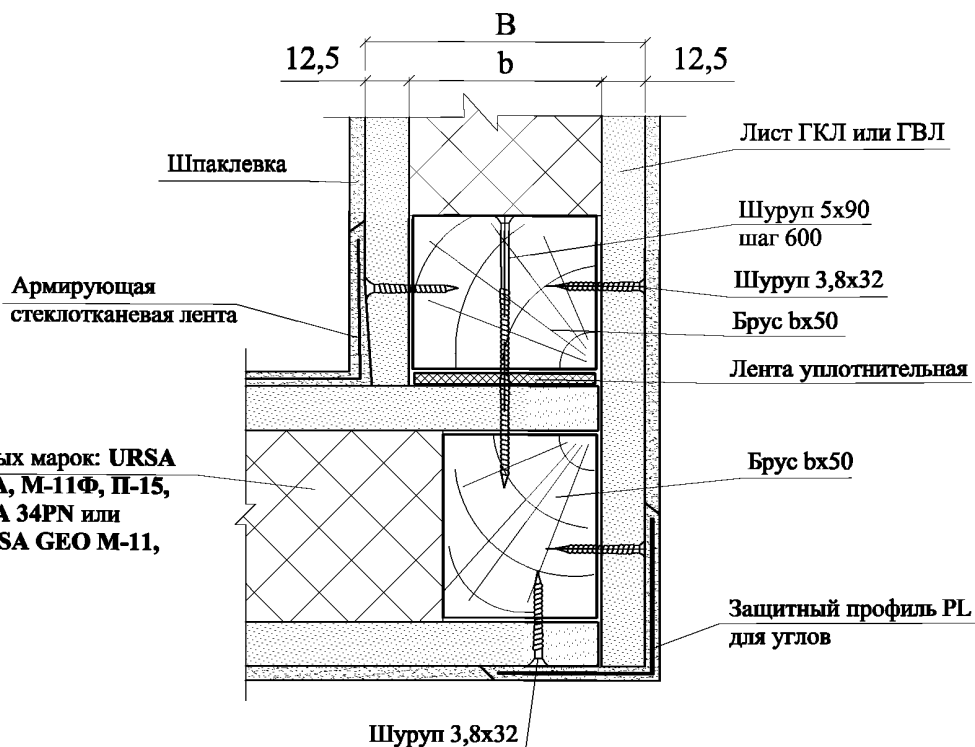 B
12,5
b
12,5
Лист ГКЛ или ГВЛ
Шпаклевка
Шуруп 5х90
шаг 600
Шуруп 3,8х32
Армирующая
стеклотканевая лента
Брус bх50
Лента уплотнительная
ых марок: URSA
А, М-11Ф, П-15,
А 34PN или
SA GEO М-11,
Брус bх50
Защитный профиль PL
для углов
Шуруп 3,8х32